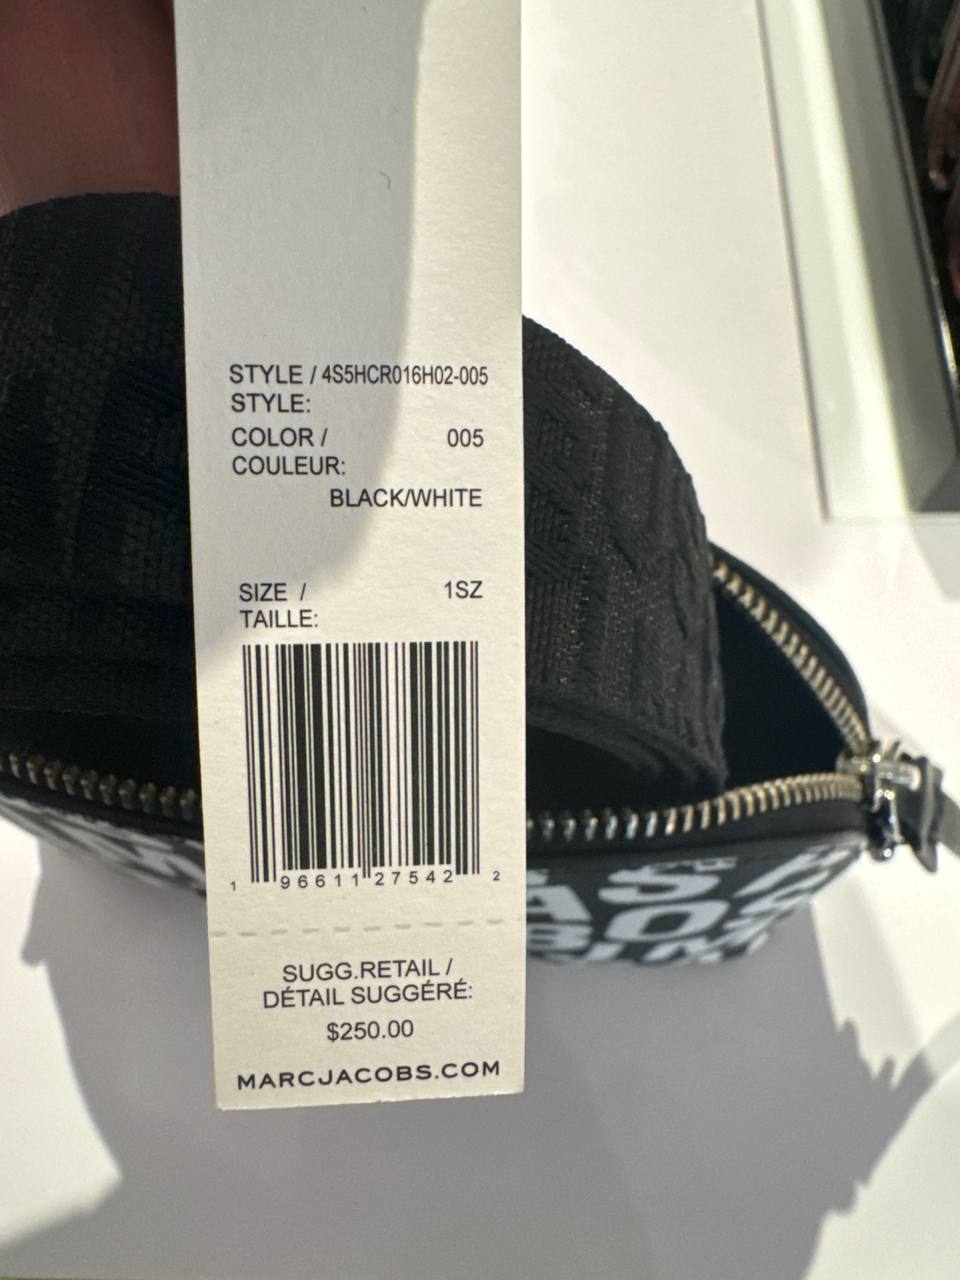 STYLE / 4S5HCR016H02-005
STYLE:
COLOR / 005
COULEUR:
BLACK/WHITE
SIZE / 1SZ
TAILLE:
1 96611 27542 2
SUGG.RETAIL /
DÉTAIL SUGGÉRÉ:
$250.00
MARCJACOBS.COM